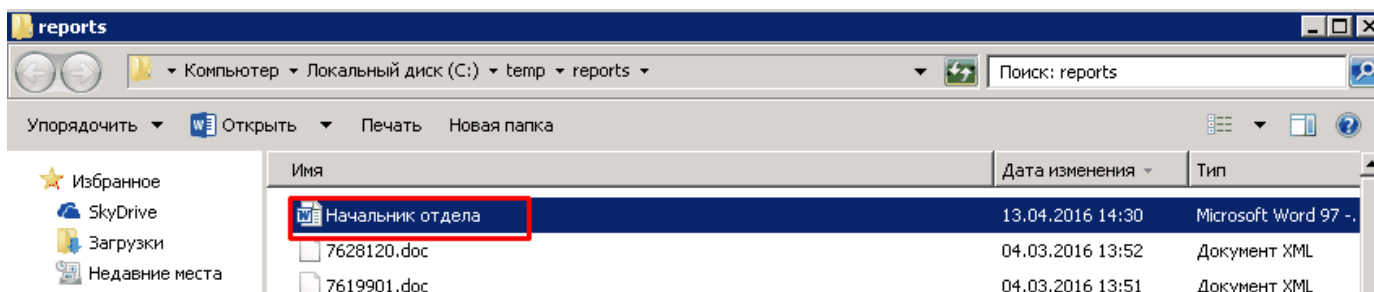 reports
Компьютер Локальный диск (C:) temp reports Поиск: reports
Упорядочить Открыть Печать Новая папка
Избранное Имя Дата изменения Тип
SkyDrive Начальник отдела 13.04.2016 14:30 Microsoft Word 97 -.
Загрузки 7628120.doc 04.03.2016 13:52 Документ XML
Недавние места 7619901.doc 04.03.2016 13:51 Документ XML